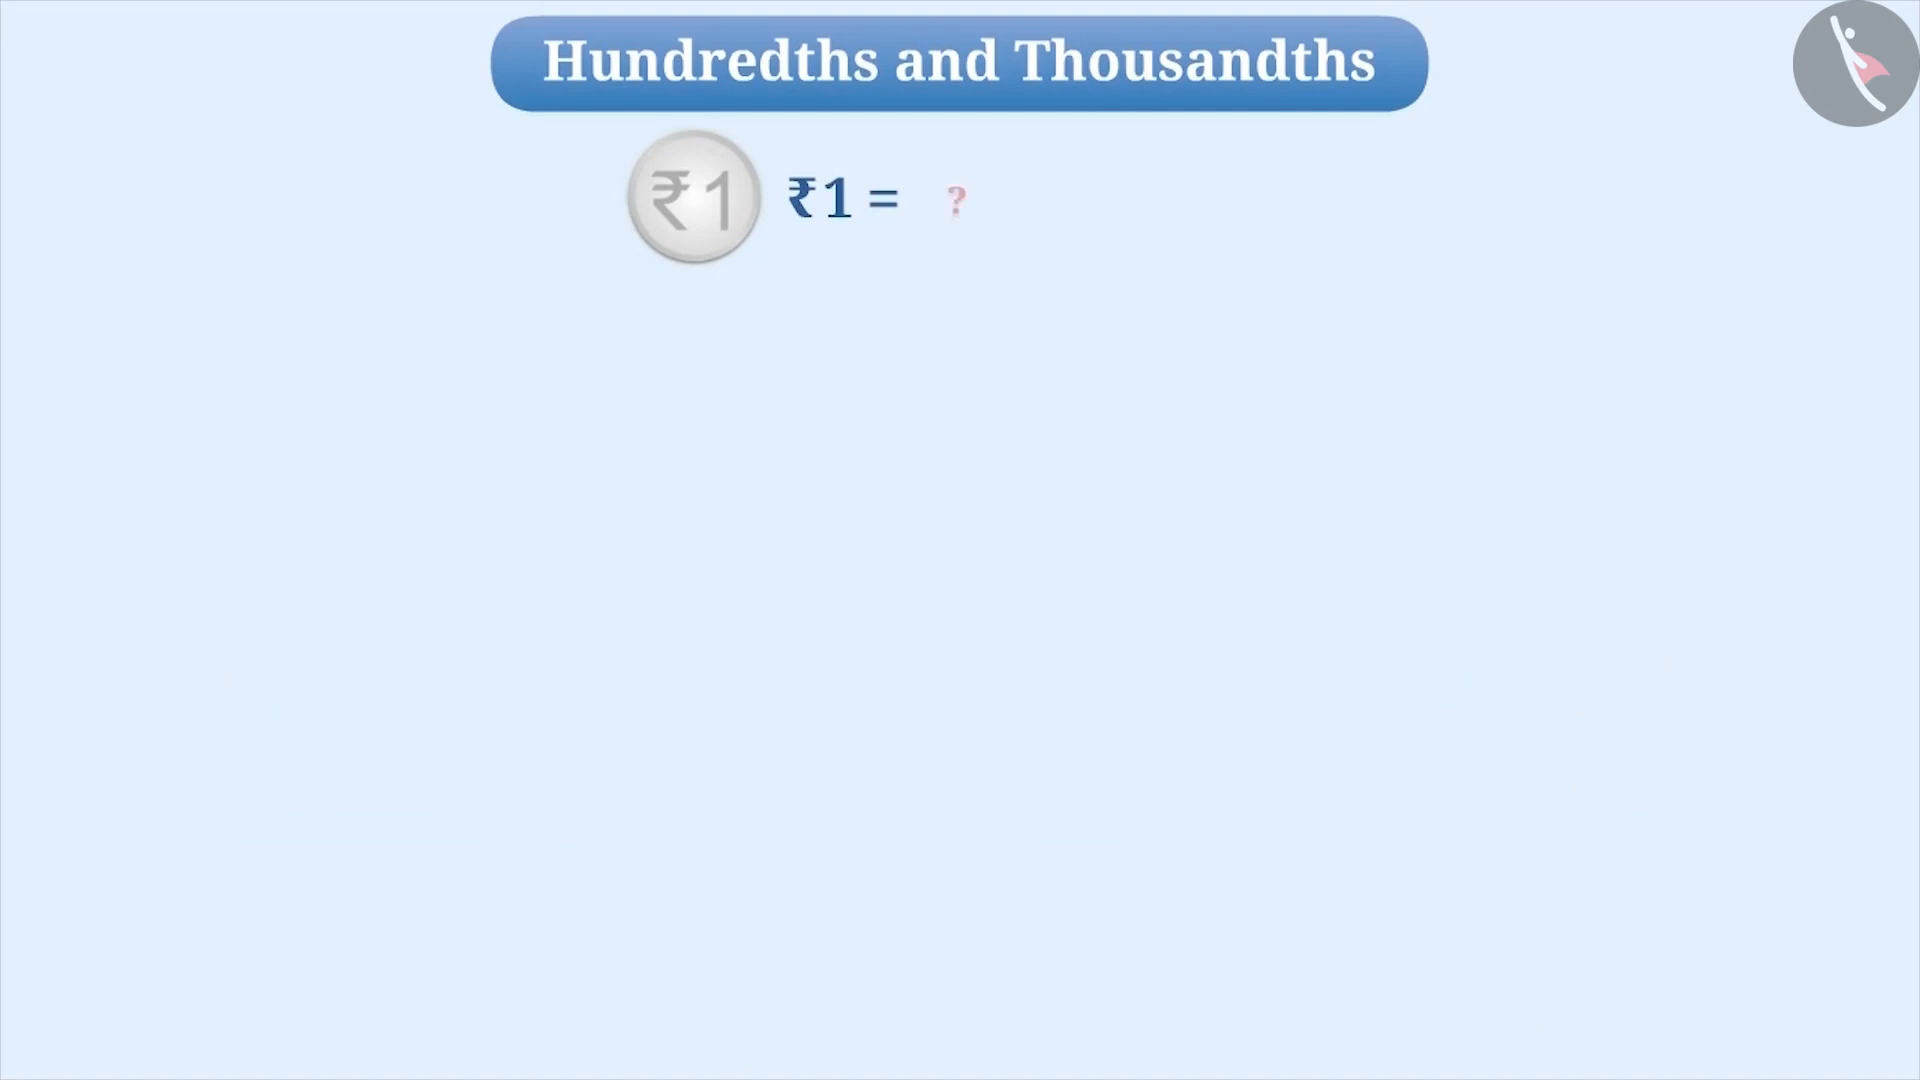 Hundredths and Thousandths
₹1 ₹1 = ?